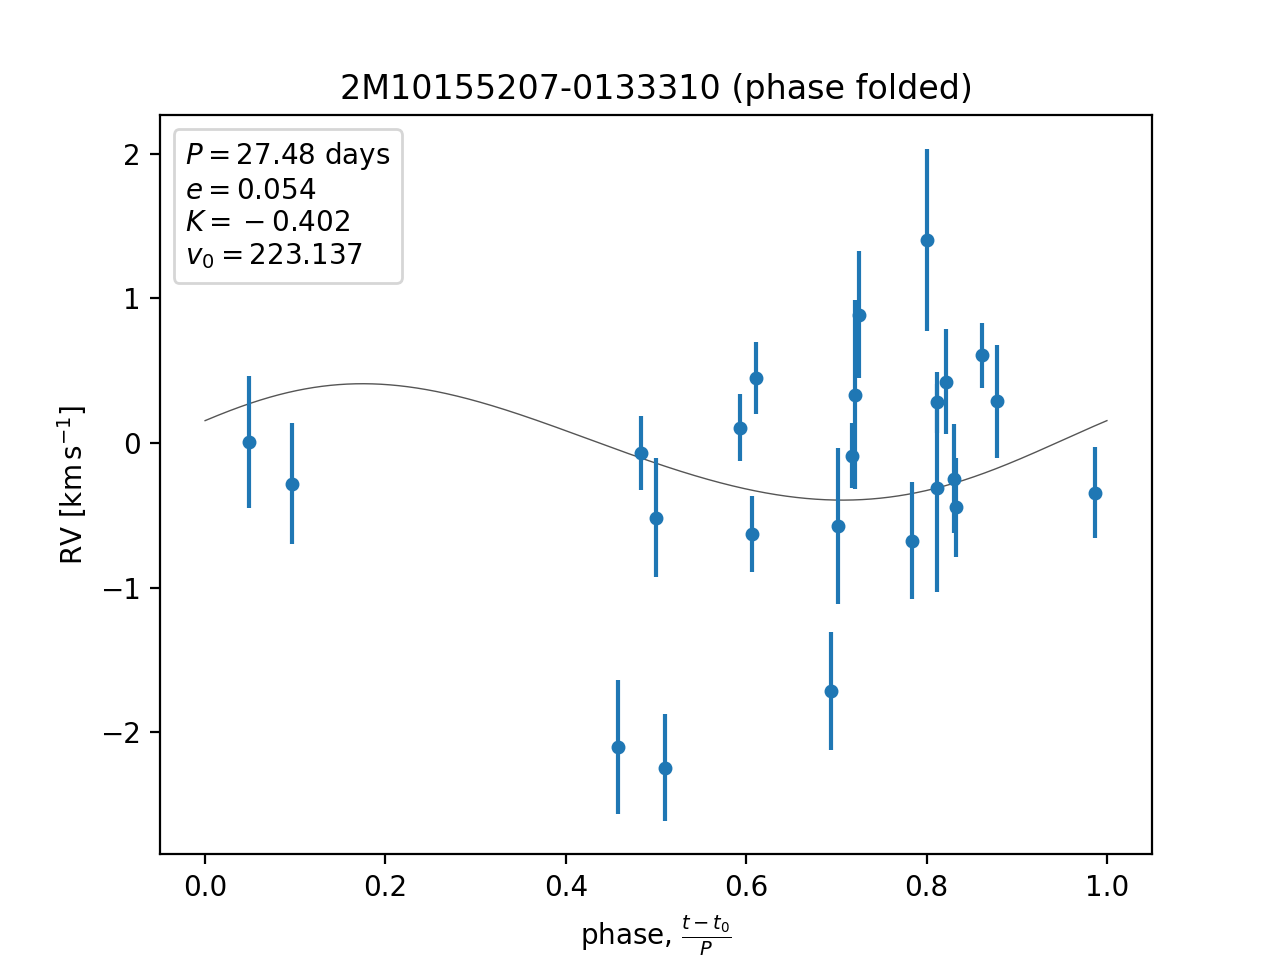 2M10155207-0133310 (phase folded)
P = 27.48 days
e = 0.054
K = −0.402
v₀ = 223.137
RV [km s⁻¹]
2
1
0
−1
−2
0.0 0.2 0.4 0.6 0.8 1.0
phase, (t − t₀)/P